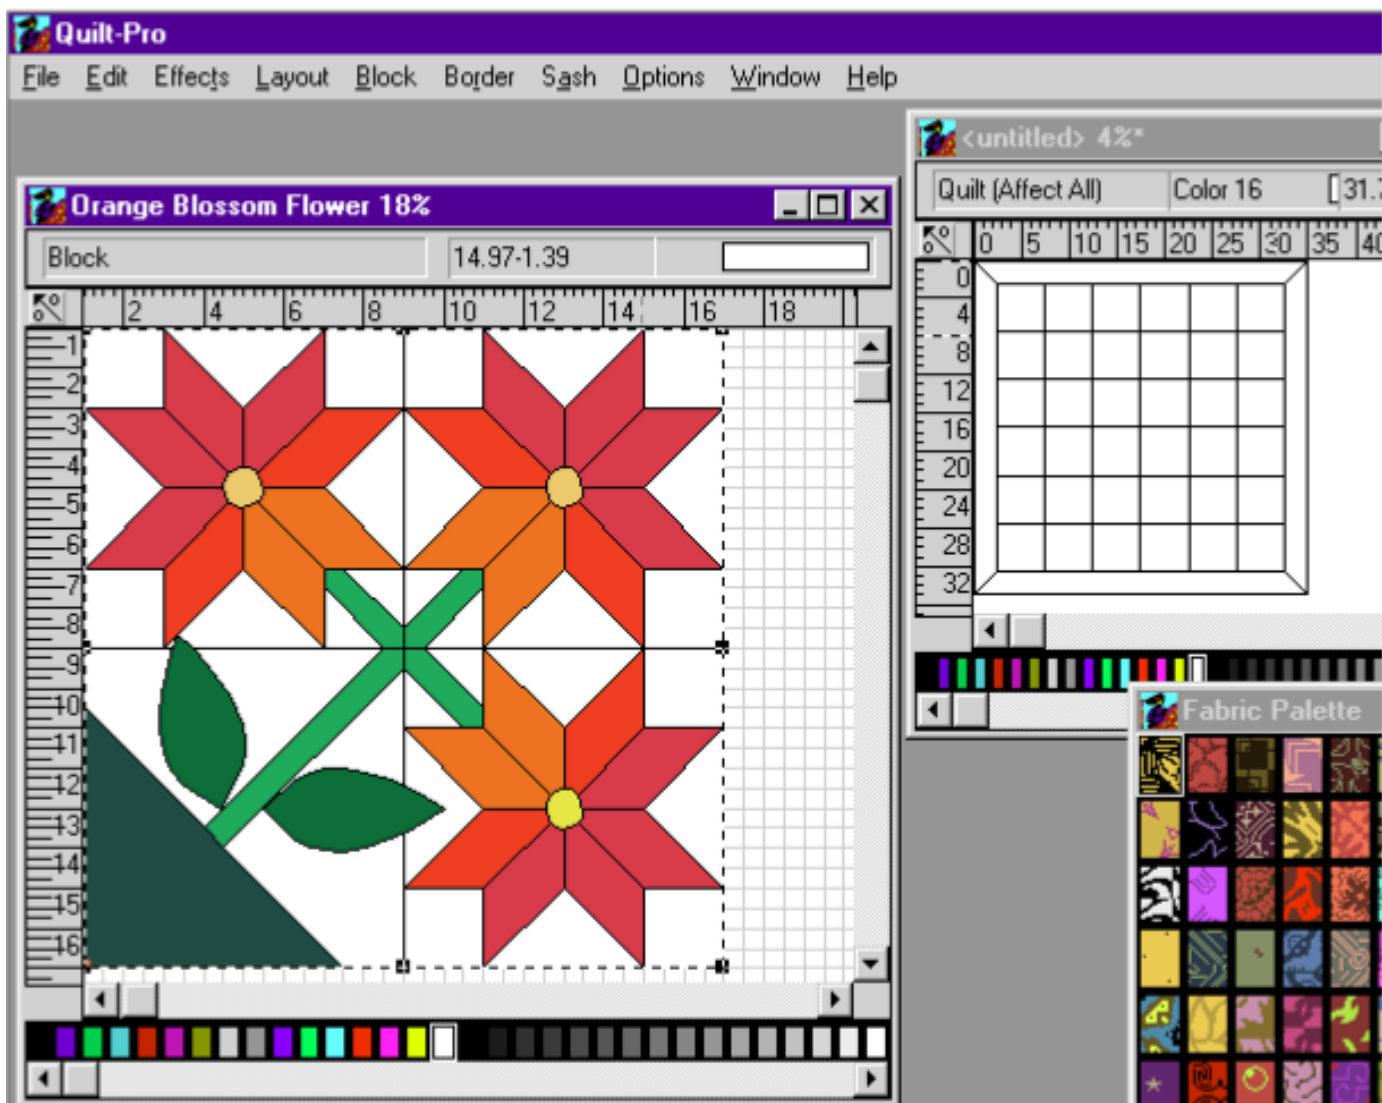 Quilt-Pro
File Edit Effects Layout Block Border Sash Options Window Help
<untitled> 4%*
Quilt (Affect All) Color 16 31.7
0 5 10 15 20 25 30 35 40
0
4
8
12
16
20
24
28
32
Orange Blossom Flower 18%
Block 14.97-1.39
2 4 6 8 10 12 14 16 18
1
2
3
4
5
6
7
8
9
10
11
12
13
14
15
16
Fabric Palette